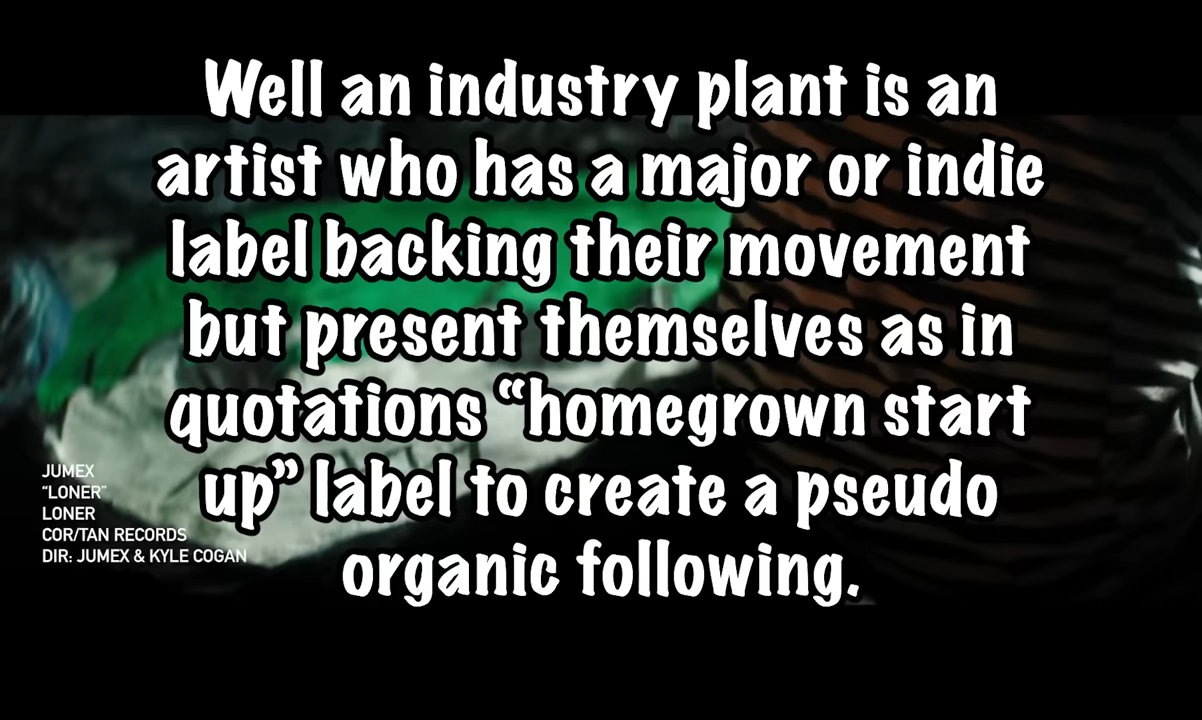 Well an industry plant is an
artist who has a major or indie
label backing their movement
but present themselves as in
quotations “homegrown start
up” label to create a pseudo
organic following.
JUMEX
“LONER”
LONER
COR/TAN RECORDS
DIR: JUMEX & KYLE COGAN